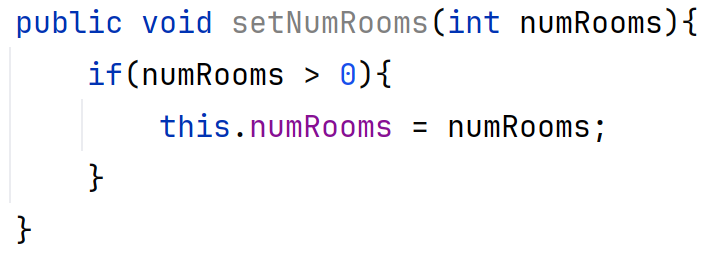 public void setNumRooms(int numRooms){
    if(numRooms > 0){
        this.numRooms = numRooms;
    }
}